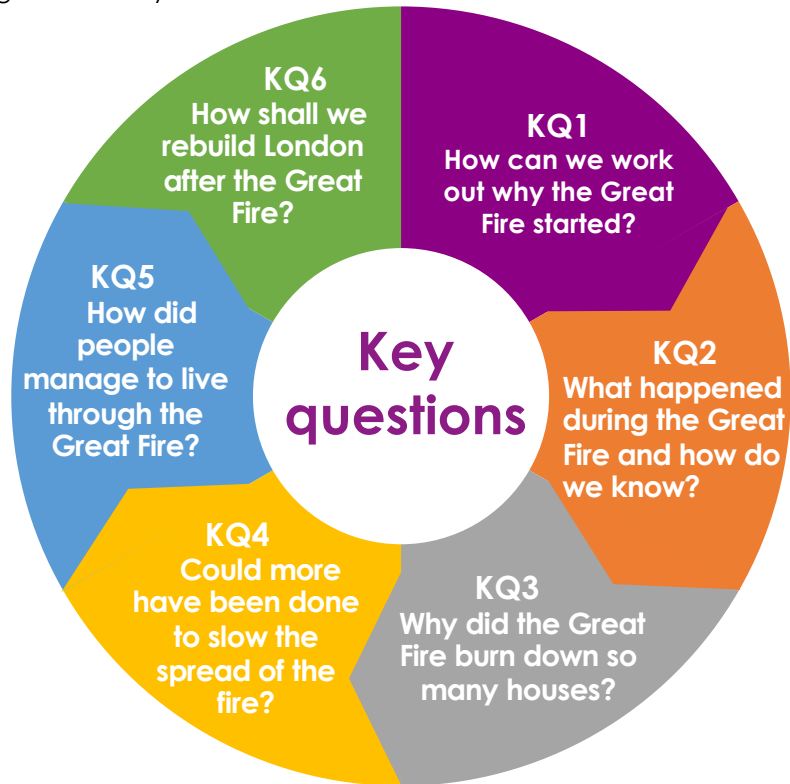 Key
questions
KQ1
How can we work
out why the Great
Fire started?
KQ2
What happened
during the Great
Fire and how do
we know?
KQ3
Why did the Great
Fire burn down so
many houses?
KQ4
Could more
have been done
to slow the
spread of the
fire?
KQ5
How did
people
manage to live
through the
Great Fire?
KQ6
How shall we
rebuild London
after the Great
Fire?